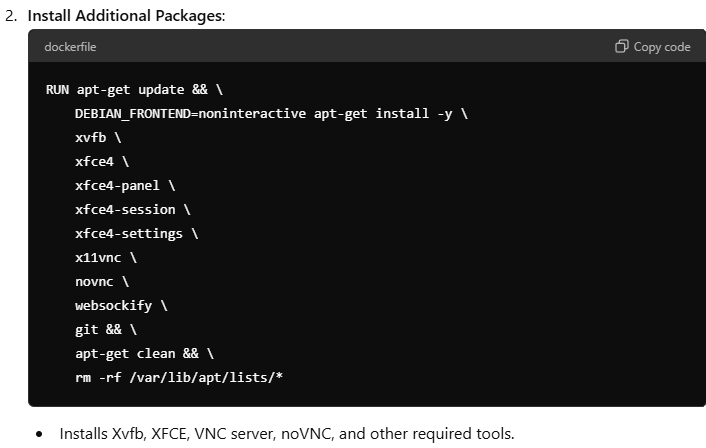 2. Install Additional Packages:
dockerfile Copy code
RUN apt-get update && \
DEBIAN_FRONTEND=noninteractive apt-get install -y \
xvfb \
xfce4 \
xfce4-panel \
xfce4-session \
xfce4-settings \
x11vnc \
novnc \
websockify \
git && \
apt-get clean && \
rm -rf /var/lib/apt/lists/*
• Installs Xvfb, XFCE, VNC server, noVNC, and other required tools.